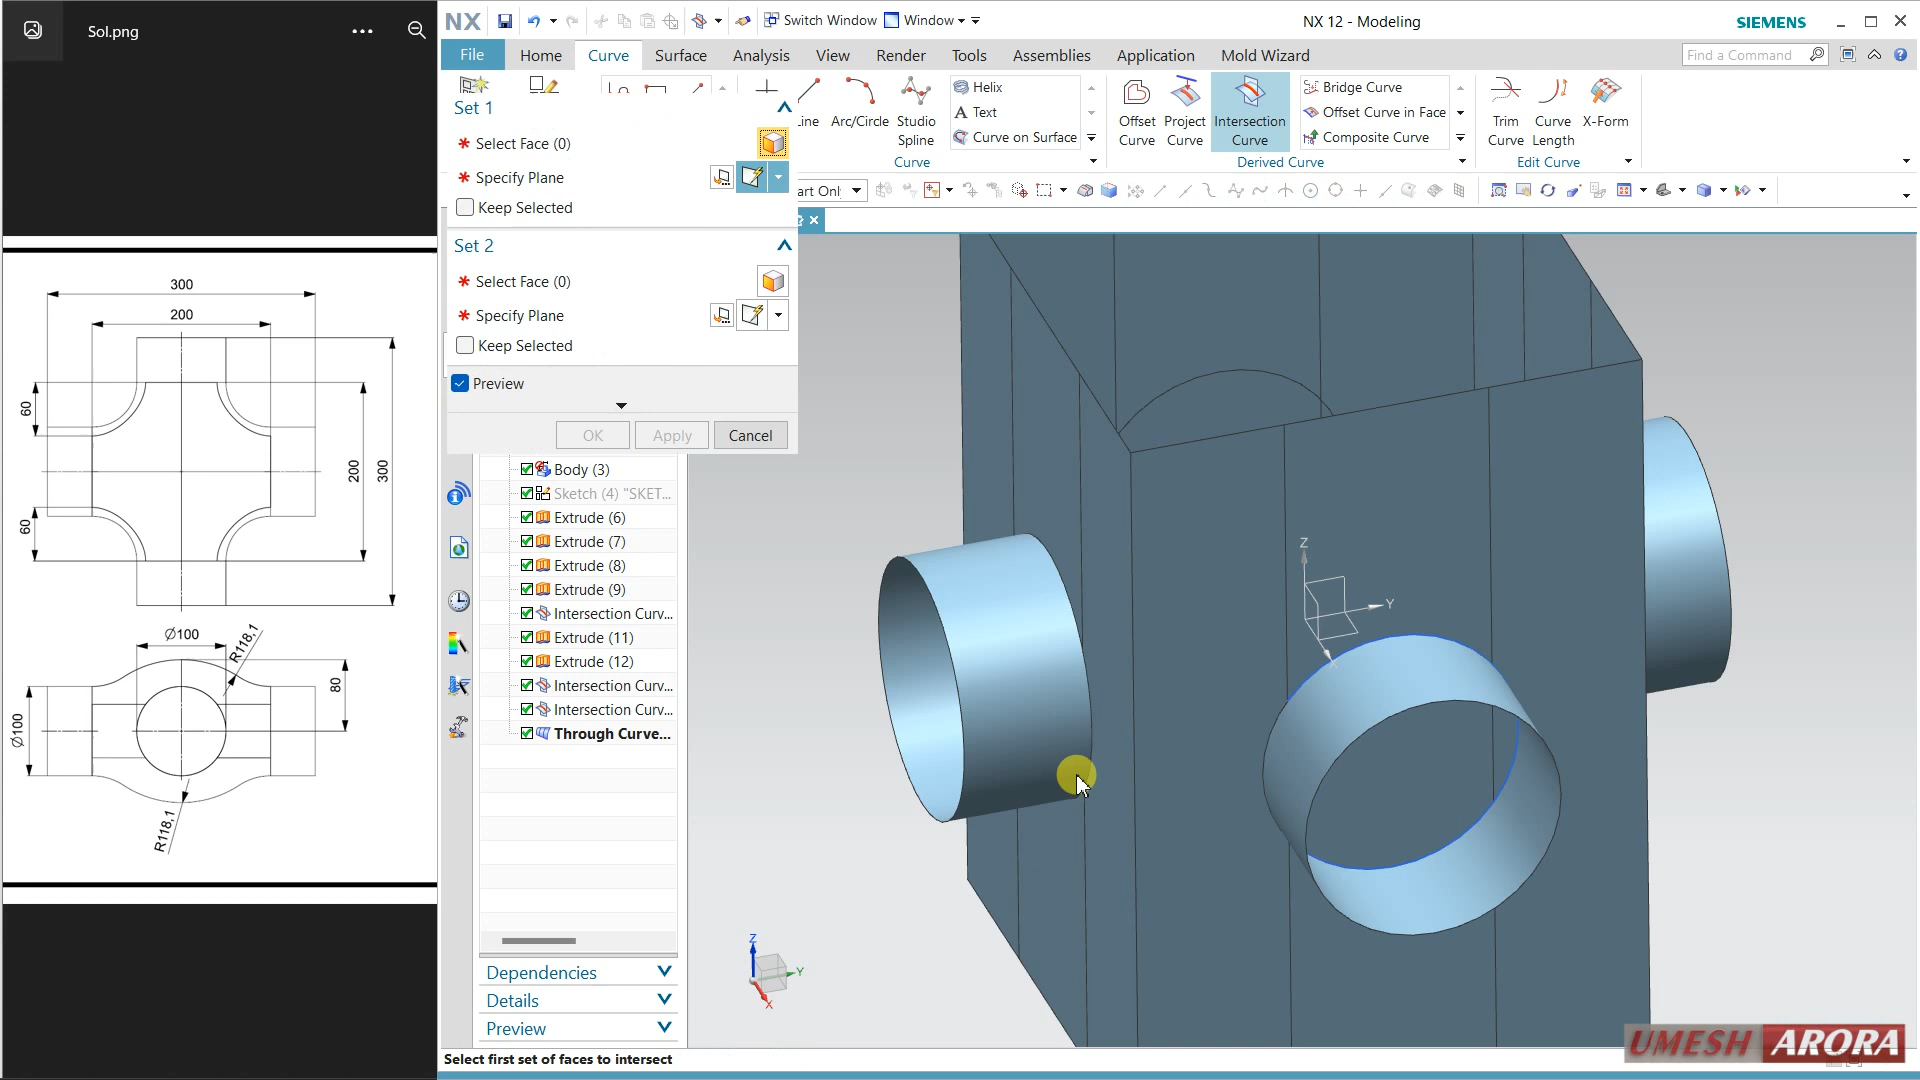 Sol.png
NX
Switch Window
Window
NX 12 - Modeling
SIEMENS
File
Home
Curve
Surface
Analysis
View
Render
Tools
Assemblies
Application
Mold Wizard
Find a Command
Arc/Circle
Studio Spline
Helix
Text
Curve on Surface
Curve
Offset Curve
Project Curve
Intersection Curve
Bridge Curve
Offset Curve in Face
Composite Curve
Derived Curve
Trim Curve
Curve Length
X-Form
Edit Curve
Set 1
* Select Face (0)
* Specify Plane
Keep Selected
Set 2
* Select Face (0)
* Specify Plane
Keep Selected
Preview
OK
Apply
Cancel
Body (3)
Sketch (4) "SKET...
Extrude (6)
Extrude (7)
Extrude (8)
Extrude (9)
Intersection Curv...
Extrude (11)
Extrude (12)
Intersection Curv...
Intersection Curv...
Through Curve...
Dependencies
Details
Preview
Select first set of faces to intersect
300
200
60
60
200
300
Ø100
R118,1
80
Ø100
R118,1
Z
Y
Z
Y
X
UMESH ARORA